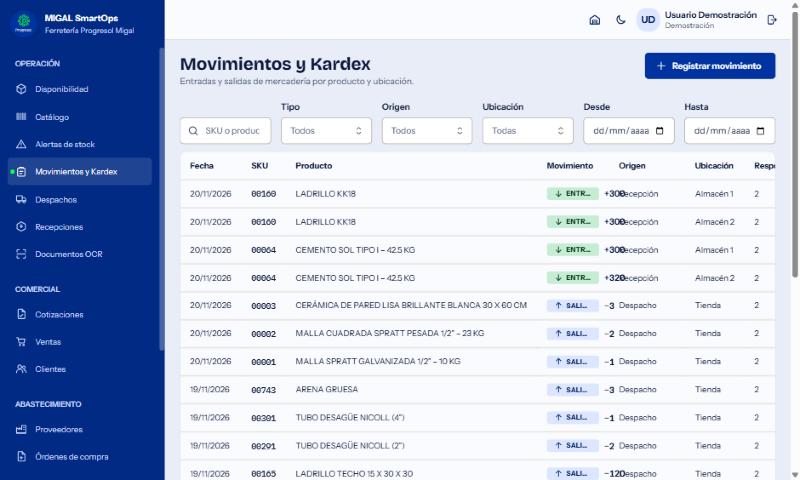 MIGAL SmartOps
Ferretería Progresol Migal
OPERACIÓN
Disponibilidad
Catálogo
Alertas de stock
Movimientos y Kardex
Despachos
Recepciones
Documentos OCR
COMERCIAL
Cotizaciones
Ventas
Clientes
ABASTECIMIENTO
Proveedores
Órdenes de compra
UD
Usuario Demostración
Demostración
Movimientos y Kardex
Entradas y salidas de mercadería por producto y ubicación.
+ Registrar movimiento
Tipo Origen Ubicación Desde Hasta
SKU o produc Todos Todos Todas dd/mm/aaaa dd/mm/aaaa
Fecha SKU Producto Movimiento Origen Ubicación Respo
20/11/2026 00160 LADRILLO KK18 ↓ ENTR... +300 Recepción Almacén 1 2
20/11/2026 00160 LADRILLO KK18 ↓ ENTR... +300 Recepción Almacén 2 2
20/11/2026 00064 CEMENTO SOL TIPO I – 42.5 KG ↓ ENTR... +300 Recepción Almacén 1 2
20/11/2026 00064 CEMENTO SOL TIPO I – 42.5 KG ↓ ENTR... +320 Recepción Almacén 2 2
20/11/2026 00003 CERÁMICA DE PARED LISA BRILLANTE BLANCA 30 X 60 CM ↑ SALI... −3 Despacho Tienda 2
20/11/2026 00002 MALLA CUADRADA SPRATT PESADA 1/2" – 23 KG ↑ SALI... −2 Despacho Tienda 2
20/11/2026 00001 MALLA SPRATT GALVANIZADA 1/2" – 10 KG ↑ SALI... −1 Despacho Tienda 2
19/11/2026 00743 ARENA GRUESA ↑ SALI... −3 Despacho Tienda 2
19/11/2026 00301 TUBO DESAGÜE NICOLL (4") ↑ SALI... −1 Despacho Tienda 2
19/11/2026 00291 TUBO DESAGÜE NICOLL (2") ↑ SALI... −2 Despacho Tienda 2
19/11/2026 00165 LADRILLO TECHO 15 X 30 X 30 ↑ SALI... −120 Despacho Tienda 2